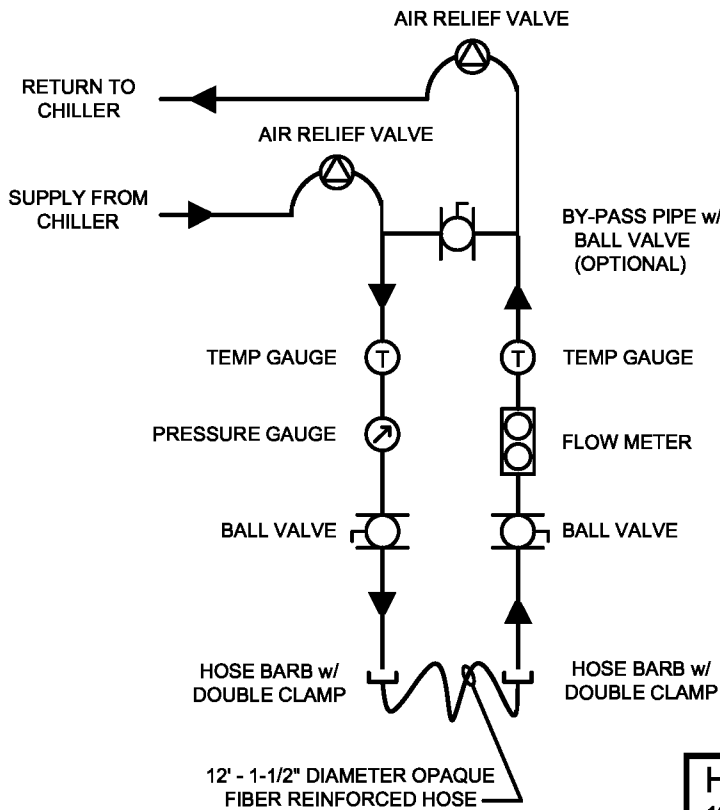 AIR RELIEF VALVE
RETURN TO
CHILLER
AIR RELIEF VALVE
SUPPLY FROM
CHILLER
BY-PASS PIPE w/
BALL VALVE
(OPTIONAL)
TEMP GAUGE
T
T
TEMP GAUGE
PRESSURE GAUGE
FLOW METER
BALL VALVE
BALL VALVE
HOSE BARB w/
DOUBLE CLAMP
HOSE BARB w/
DOUBLE CLAMP
12' - 1-1/2" DIAMETER OPAQUE
FIBER REINFORCED HOSE
H